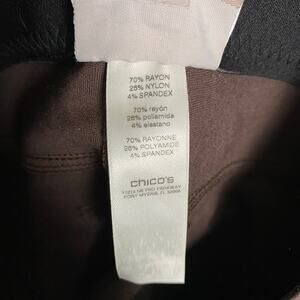 70% RAYON
26% NYLON
4% SPANDEX
70% rayón
26% poliamida
4% elastano
70% RAYONNE
26% POLYAMIDE
4% SPANDEX
chico's
11215 METRO PARKWAY
FORT MYERS, FL 33966